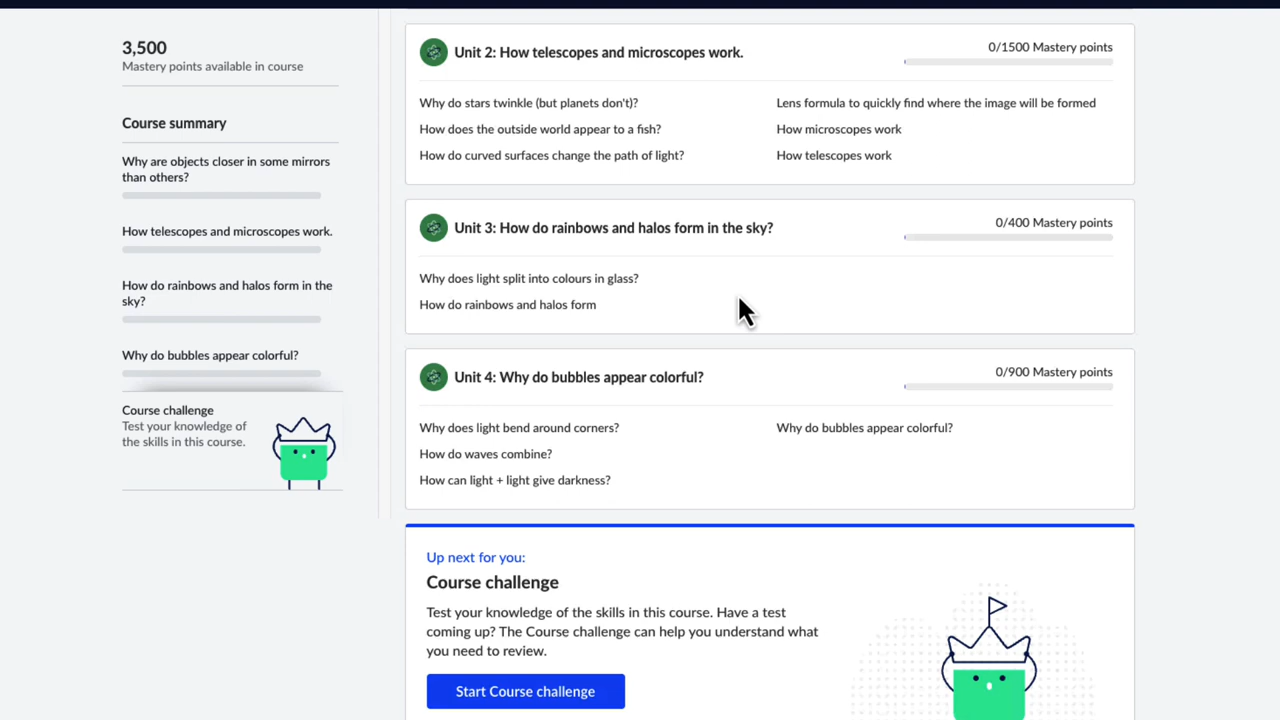 3,500
Mastery points available in course
Course summary
Why are objects closer in some mirrors
than others?
How telescopes and microscopes work.
How do rainbows and halos form in the
sky?
Why do bubbles appear colorful?
Course challenge
Test your knowledge of
the skills in this course.
Unit 2: How telescopes and microscopes work.
0/1500 Mastery points
Why do stars twinkle (but planets don't)?
How does the outside world appear to a fish?
How do curved surfaces change the path of light?
Lens formula to quickly find where the image will be formed
How microscopes work
How telescopes work
Unit 3: How do rainbows and halos form in the sky?
0/400 Mastery points
Why does light split into colours in glass?
How do rainbows and halos form
Unit 4: Why do bubbles appear colorful?
0/900 Mastery points
Why does light bend around corners?
How do waves combine?
How can light + light give darkness?
Why do bubbles appear colorful?
Up next for you:
Course challenge
Test your knowledge of the skills in this course. Have a test
coming up? The Course challenge can help you understand what
you need to review.
Start Course challenge